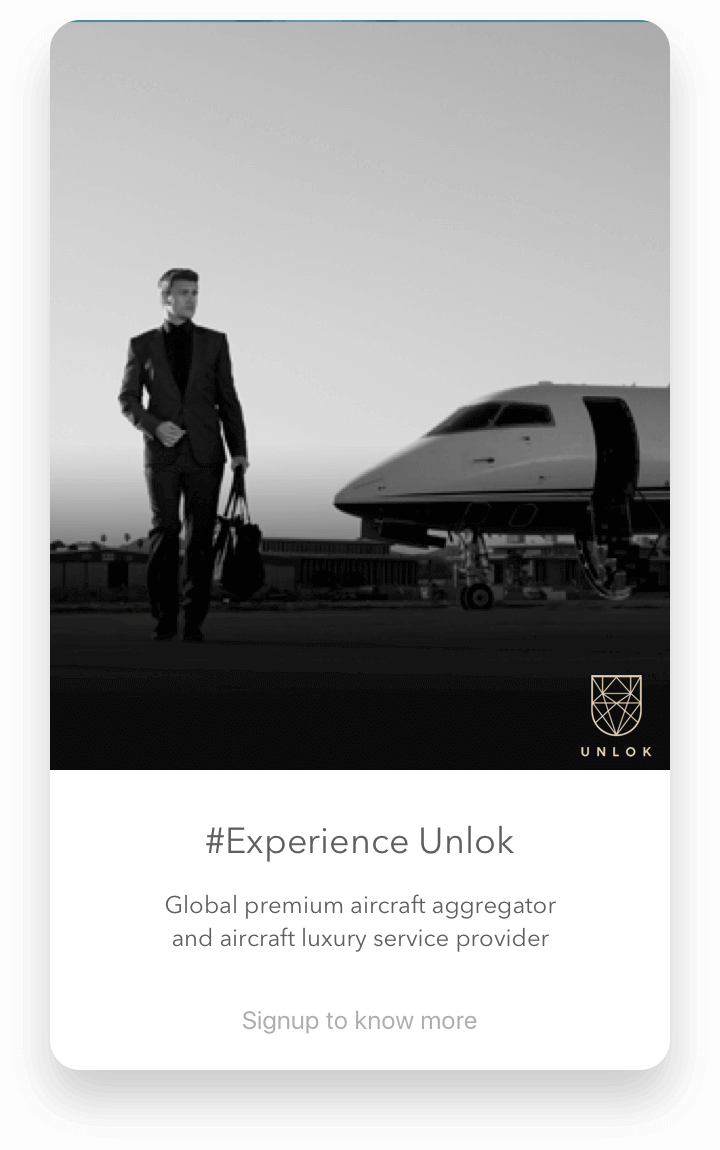 UNLOK
#Experience Unlok
Global premium aircraft aggregator
and aircraft luxury service provider
Signup to know more